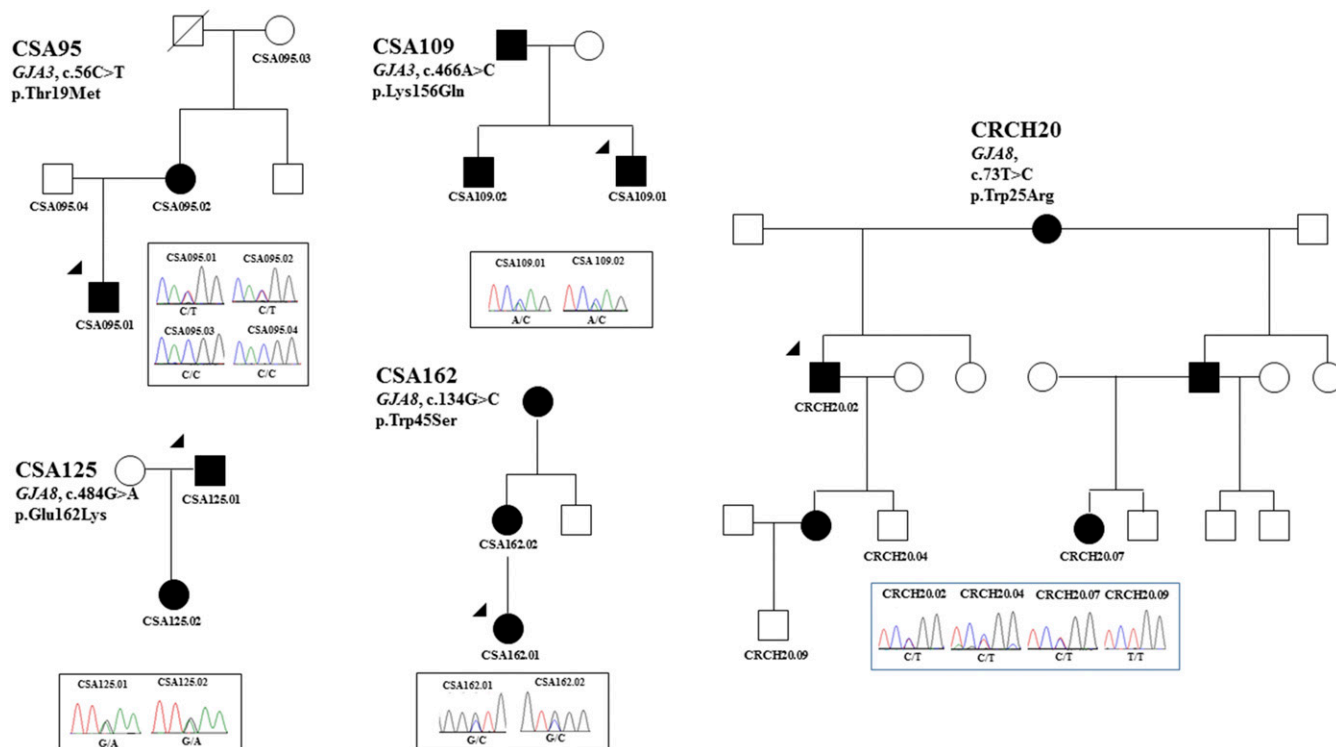 CSA95
GJA3, c.56C>T
p.Thr19Met
CSA095.03
CSA095.04
CSA095.02
CSA095.01
CSA095.01 CSA095.02
C/T C/T
CSA095.03 CSA095.04
C/C C/C
CSA109
GJA3, c.466A>C
p.Lys156Gln
CSA109.02
CSA109.01
CSA109.01 CSA 109.02
A/C A/C
CSA125
GJA8, c.484G>A
p.Glu162Lys
CSA125.01
CSA125.02
CSA125.01 CSA125.02
G/A G/A
CSA162
GJA8, c.134G>C
p.Trp45Ser
CSA162.02
CSA162.01
CSA162.01 CSA162.02
G/C G/C
CRCH20
GJA8,
c.73T>C
p.Trp25Arg
CRCH20.02
CRCH20.04
CRCH20.07
CRCH20.09
CRCH20.02 CRCH20.04 CRCH20.07 CRCH20.09
C/T C/T C/T T/T